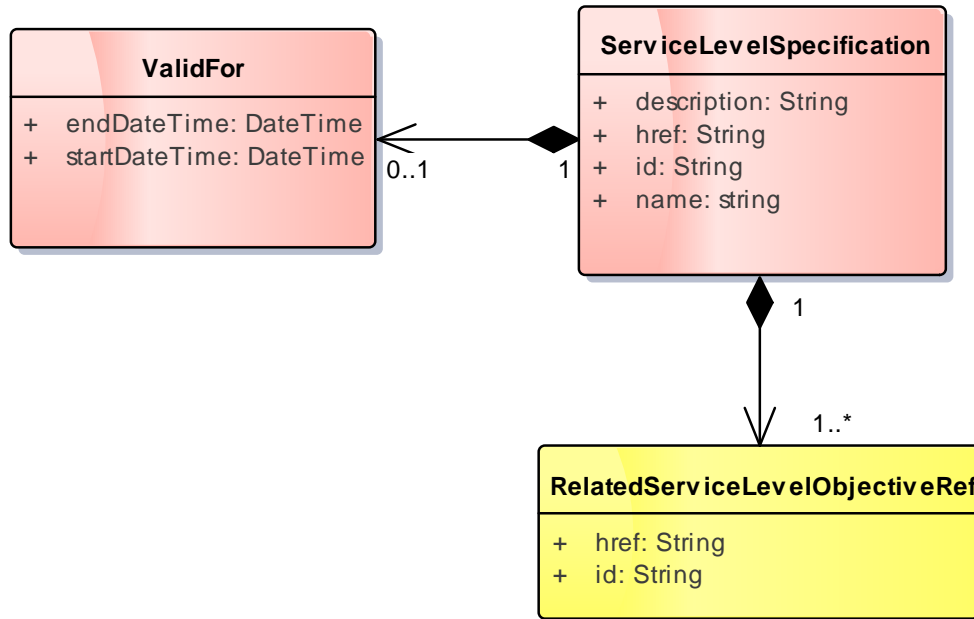 ValidFor
+ endDateTime: DateTime
+ startDateTime: DateTime
0..1
1
ServiceLevelSpecification
+ description: String
+ href: String
+ id: String
+ name: string
1
1..*
RelatedServiceLevelObjectiveRef
+ href: String
+ id: String